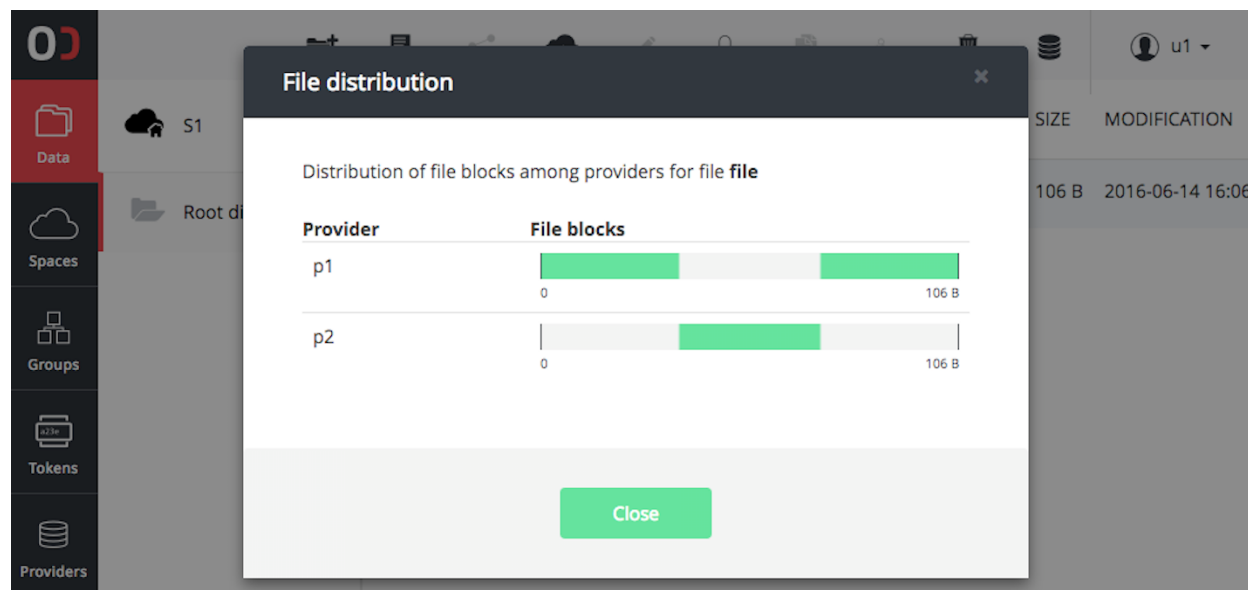 u1
File distribution
×
S1
SIZE
MODIFICATION
Data
Distribution of file blocks among providers for file file
106 B
2016-06-14 16:06
Root di
Provider
File blocks
Spaces
p1
0
106 B
p2
Groups
0
106 B
a23e
Tokens
Close
Providers